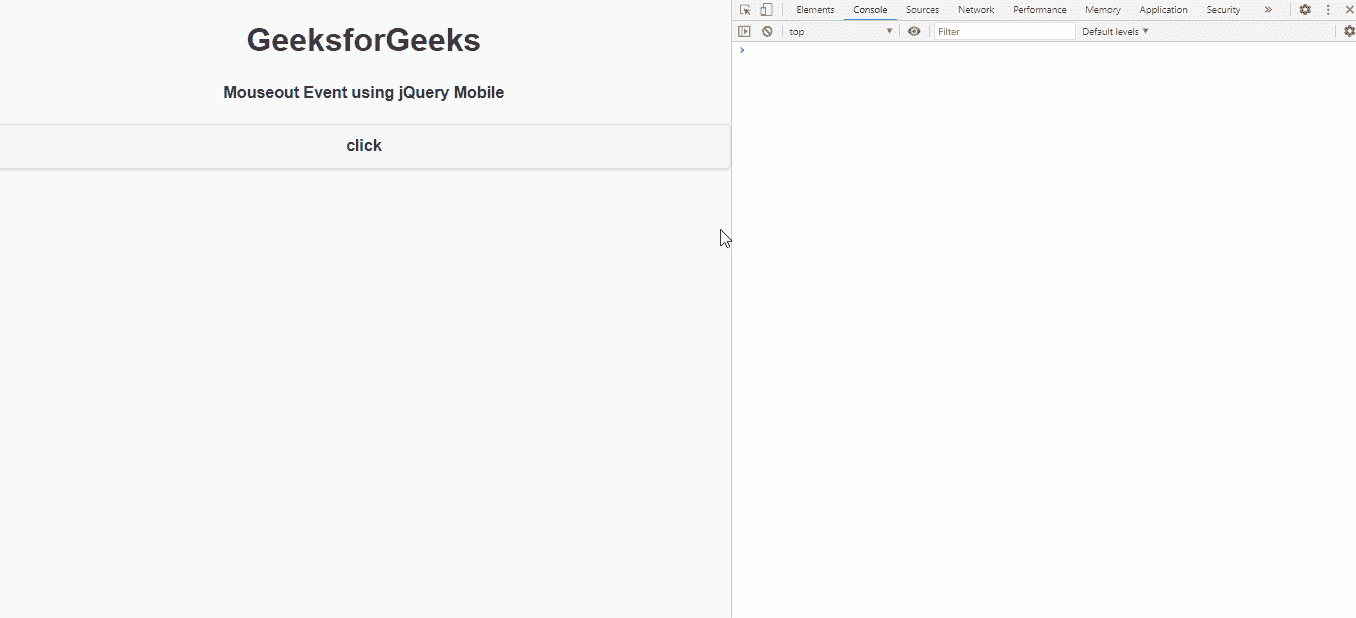 GeeksforGeeks
Mouseout Event using jQuery Mobile
click
Elements Console Sources Network Performance Memory Application Security »
top Filter Default levels